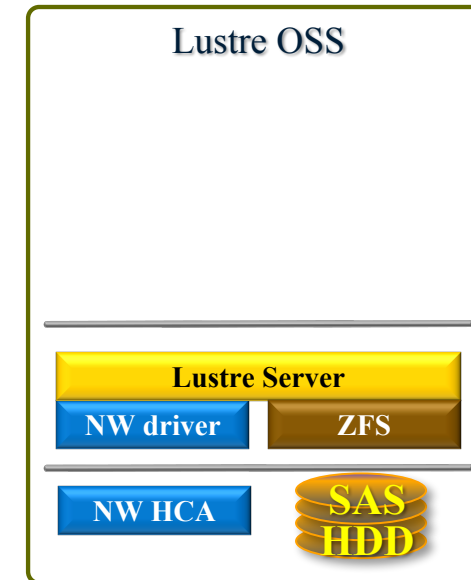 Lustre OSS
Lustre Server
NW driver
ZFS
NW HCA
SAS
HDD